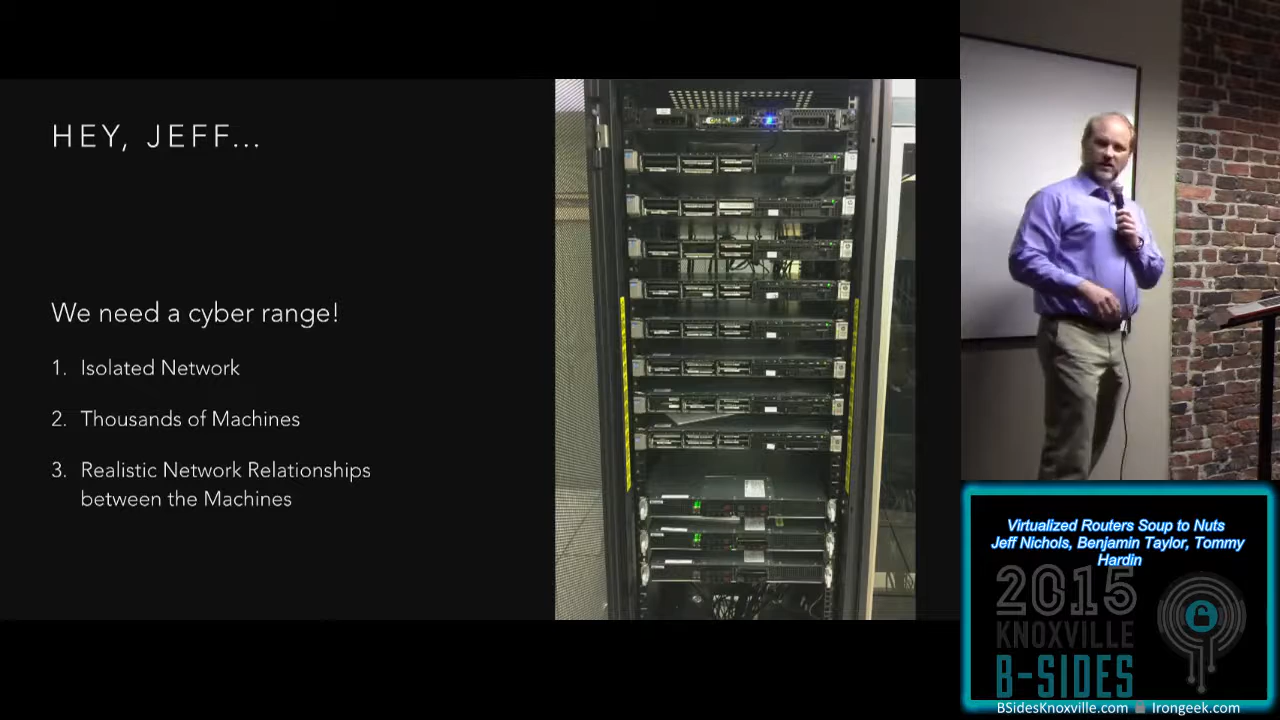 HEY, JEFF...
We need a cyber range!
1. Isolated Network
2. Thousands of Machines
3. Realistic Network Relationships
between the Machines
Virtualized Routers Soup to Nuts
Jeff Nichols, Benjamin Taylor, Tommy
Hardin
2015
KNOXVILLE
B-SIDES
BSidesKnoxville.com Irongeek.com